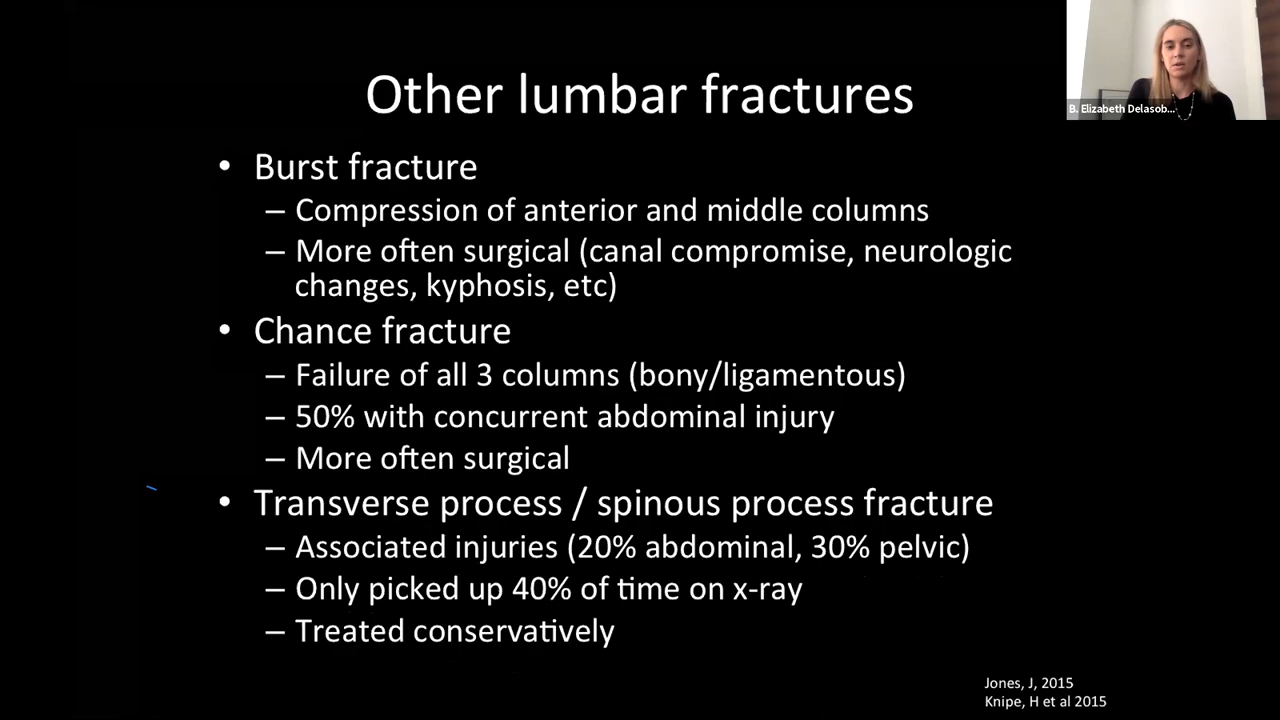 B. Elizabeth Delasob...
Other lumbar fractures
• Burst fracture
– Compression of anterior and middle columns
– More often surgical (canal compromise, neurologic
changes, kyphosis, etc)
• Chance fracture
– Failure of all 3 columns (bony/ligamentous)
– 50% with concurrent abdominal injury
– More often surgical
• Transverse process / spinous process fracture
– Associated injuries (20% abdominal, 30% pelvic)
– Only picked up 40% of time on x-ray
– Treated conservatively
Jones, J, 2015
Knipe, H et al 2015